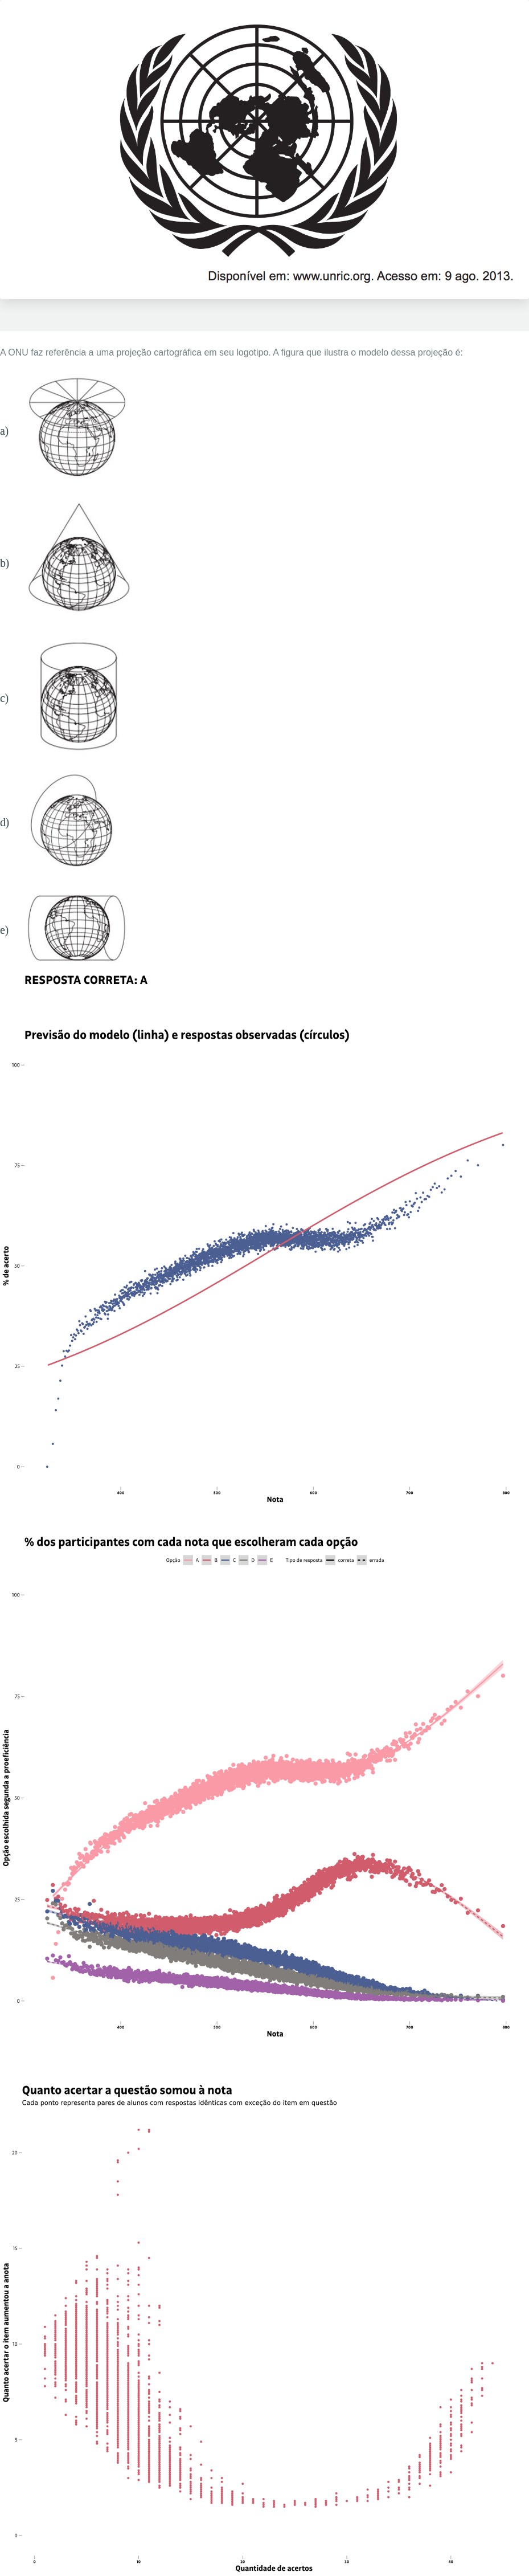 Disponível em: www.unric.org. Acesso em: 9 ago. 2013.
A ONU faz referência a uma projeção cartográfica em seu logotipo. A figura que ilustra o modelo dessa projeção é:
a)
b)
c)
d)
e)
RESPOSTA CORRETA: A
Previsão do modelo (linha) e respostas observadas (círculos)
100
75
50
25
0
% de acerto
400 500 600 700 800
Nota
% dos participantes com cada nota que escolheram cada opção
Opção A B C D E Tipo de resposta correta errada
100
75
50
25
0
Opção escolhida segunda a proeficiência
400 500 600 700 800
Nota
Quanto acertar a questão somou à nota
Cada ponto representa pares de alunos com respostas idênticas com exceção do item em questão
20
15
10
5
0
Quanto acertar o item aumentou a anota
0 10 20 30 40
Quantidade de acertos